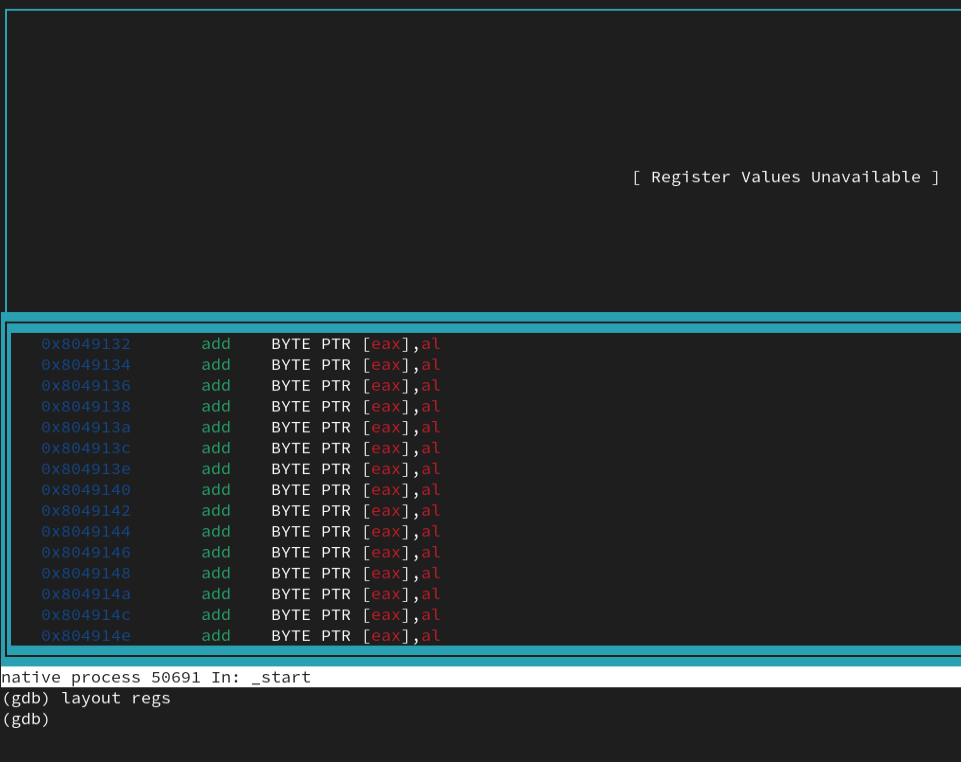 [ Register Values Unavailable ]
0x8049132 add BYTE PTR [eax],al
0x8049134 add BYTE PTR [eax],al
0x8049136 add BYTE PTR [eax],al
0x8049138 add BYTE PTR [eax],al
0x804913a add BYTE PTR [eax],al
0x804913c add BYTE PTR [eax],al
0x804913e add BYTE PTR [eax],al
0x8049140 add BYTE PTR [eax],al
0x8049142 add BYTE PTR [eax],al
0x8049144 add BYTE PTR [eax],al
0x8049146 add BYTE PTR [eax],al
0x8049148 add BYTE PTR [eax],al
0x804914a add BYTE PTR [eax],al
0x804914c add BYTE PTR [eax],al
0x804914e add BYTE PTR [eax],al
native process 50691 In: _start
(gdb) layout regs
(gdb)